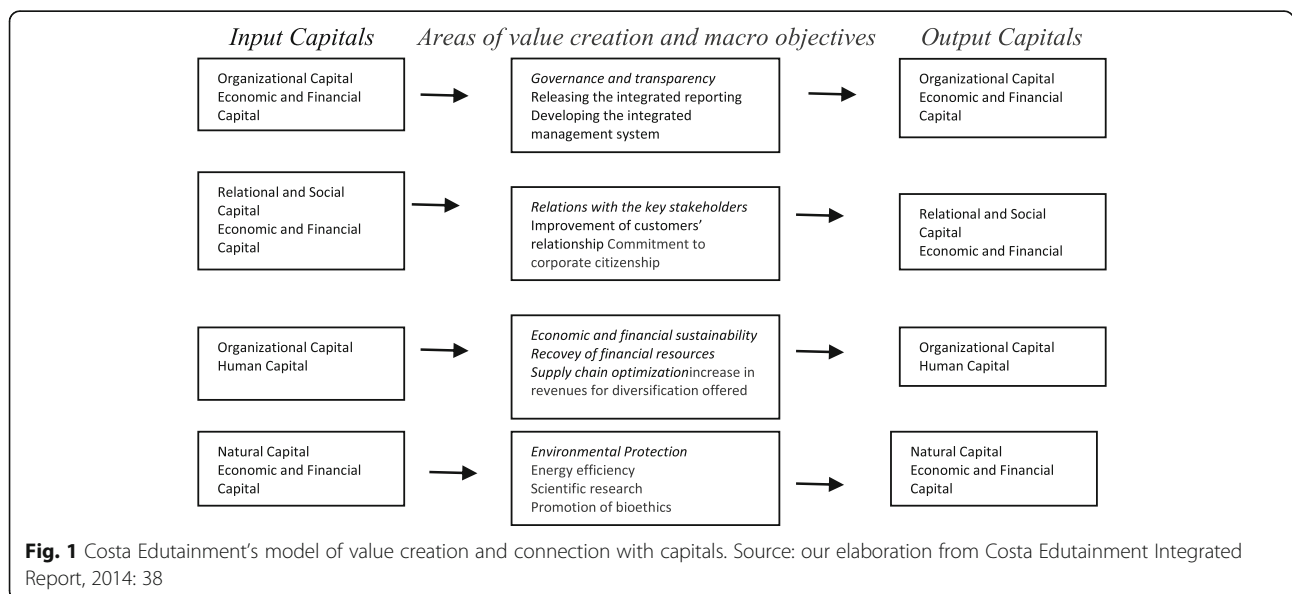 Input Capitals
Areas of value creation and macro objectives
Output Capitals
Organizational Capital
Economic and Financial
Capital
Governance and transparency
Releasing the integrated reporting
Developing the integrated
management system
Organizational Capital
Economic and Financial
Capital
Relational and Social
Capital
Economic and Financial
Capital
Relations with the key stakeholders
Improvement of customers’
relationship Commitment to
corporate citizenship
Relational and Social
Capital
Economic and Financial
Organizational Capital
Human Capital
Economic and financial sustainability
Recovey of financial resources
Supply chain optimizationincrease in
revenues for diversification offered
Organizational Capital
Human Capital
Natural Capital
Economic and Financial
Capital
Environmental Protection
Energy efficiency
Scientific research
Promotion of bioethics
Natural Capital
Economic and Financial
Capital
Fig. 1 Costa Edutainment’s model of value creation and connection with capitals. Source: our elaboration from Costa Edutainment Integrated
Report, 2014: 38